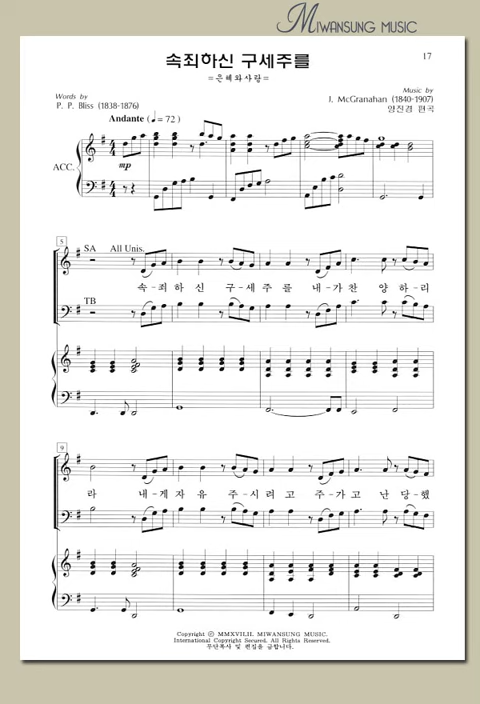 MIWANSUNG MUSIC
17
속죄하신 구세주를
=은혜와사랑=
Words by
P. P. Bliss (1838-1876)
Music by
J. McGranahan (1840-1907)
양진경 편곡
Andante (♩= 72)
ACC.
mp
5
SA All Unis.
속-죄하 신 구-세주 를 내-가찬 양 하-리
TB
9
라 내-게자 유 주-시려 고 주-가고 난 당-했
Copyright ⓒ MMXVILII. MIWANSUNG MUSIC.
International Copyright Secured. All Rights Reserved.
무단복사 및 편집을 금합니다.